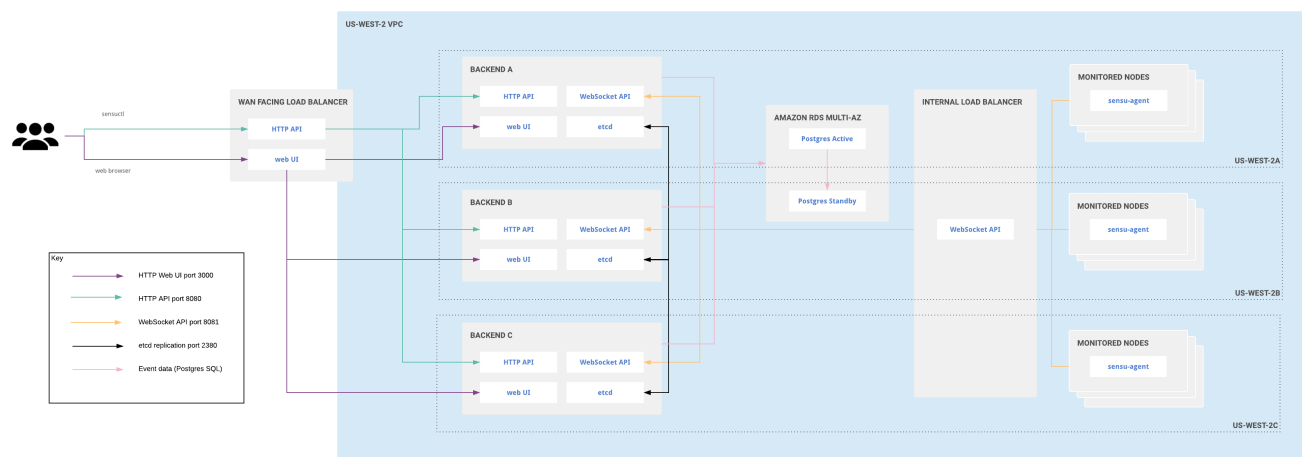 US-WEST-2 VPC
sensuctl
web browser
WAN FACING LOAD BALANCER
HTTP API
web UI
BACKEND A
HTTP API
WebSocket API
web UI
etcd
US-WEST-2A
BACKEND B
HTTP API
WebSocket API
web UI
etcd
US-WEST-2B
BACKEND C
HTTP API
WebSocket API
web UI
etcd
US-WEST-2C
AMAZON RDS MULTI-AZ
Postgres Active
Postgres Standby
INTERNAL LOAD BALANCER
WebSocket API
MONITORED NODES
sensu-agent
MONITORED NODES
sensu-agent
MONITORED NODES
sensu-agent
Key
HTTP Web UI port 3000
HTTP API port 8080
WebSocket API port 8081
etcd replication port 2380
Event data (Postgres SQL)